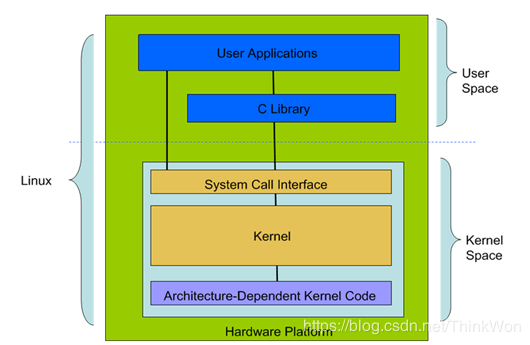 User Applications
User
Space
C Library
Linux
System Call Interface
Kernel
Kernel
Space
Architecture-Dependent Kernel Code
https://blog.csdn.net/ThinkWon
Hardware Platform